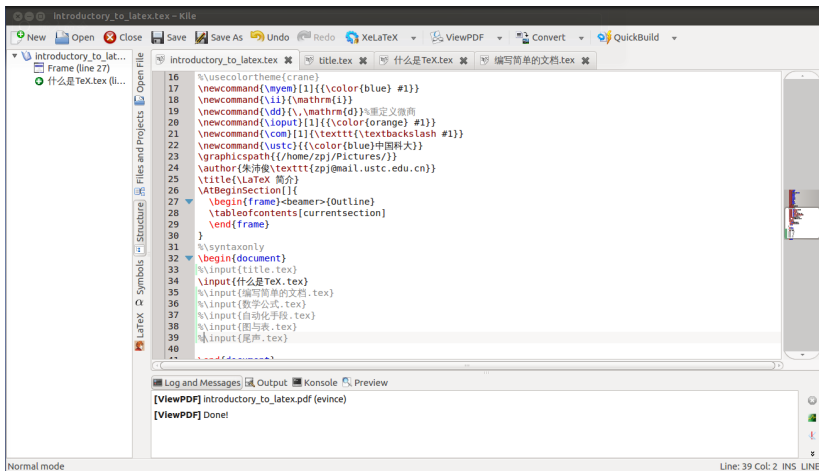 introductory_to_latex.tex – Kile
New Open Close Save Save As Undo Redo XeLaTeX ViewPDF Convert QuickBuild
introductory_to_lat...
Frame (line 27)
什么是TeX.tex (li...
Open File
Files and Projects
Structure
Symbols
LaTeX
introductory_to_latex.tex title.tex 什么是TeX.tex 编写简单的文档.tex
16 %\usecolortheme{crane}
17 \newcommand{\myem}[1]{{\color{blue} #1}}
18 \newcommand{\ii}{\mathrm{i}}
19 \newcommand{\dd}{\,\mathrm{d}}%重定义微商
20 \newcommand{\ioput}[1]{{\color{orange} #1}}
21 \newcommand{\com}[1]{\texttt{\textbackslash #1}}
22 \newcommand{\ustc}{{\color{blue}中国科大}}
23 \graphicspath{{/home/zpj/Pictures/}}
24 \author{朱沛俊\texttt{zpj@mail.ustc.edu.cn}}
25 \title{\LaTeX 简介}
26 \AtBeginSection[]{
27 \begin{frame}<beamer>{Outline}
28 \tableofcontents[currentsection]
29 \end{frame}
30 }
31 %\syntaxonly
32 \begin{document}
33 %\input{title.tex}
34 \input{什么是TeX.tex}
35 %\input{编写简单的文档.tex}
36 %\input{数学公式.tex}
37 %\input{自动化手段.tex}
38 %\input{图与表.tex}
39 %\input{尾声.tex}
40
41 \end{document}
Log and Messages Output Konsole Preview
[ViewPDF] introductory_to_latex.pdf (evince)
[ViewPDF] Done!
Normal mode Line: 39 Col: 2 INS LINE